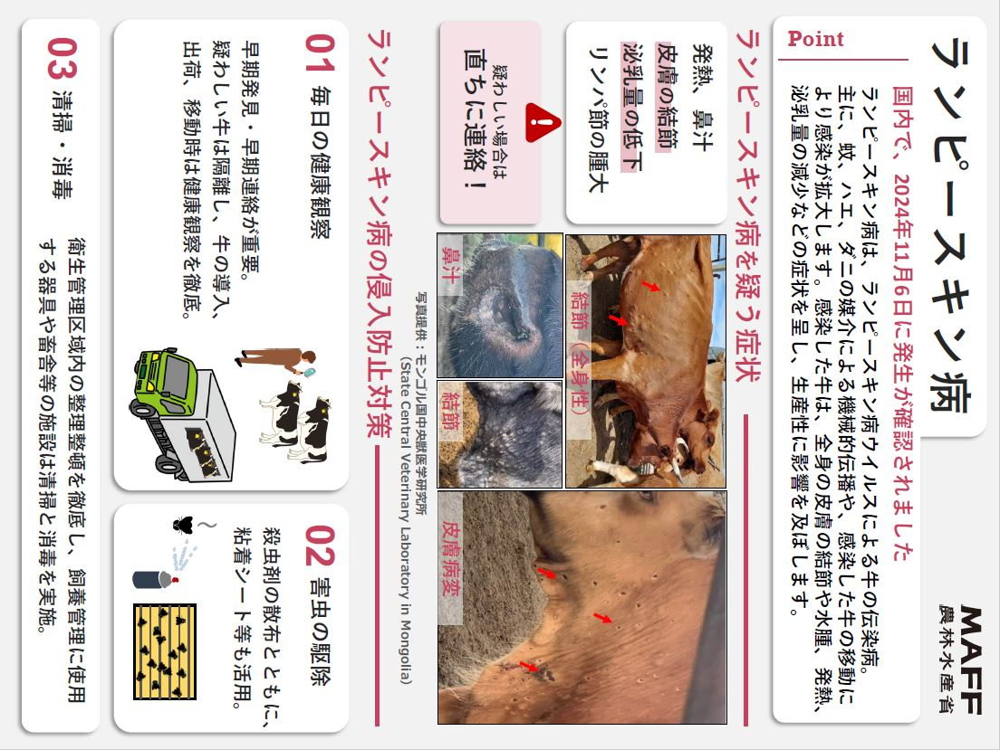 ランピースキン病
MAFF
農林水産省
Point
国内で、2024年11月6日に発生が確認されました
ランピースキン病は、ランピースキン病ウイルスによる牛の伝染病。
主に、蚊、ハエ、ダニの媒介による機械的伝播や、感染した牛の移動に
より感染が拡大します。感染した牛は、全身の皮膚の結節や水腫、発熱、
泌乳量の減少などの症状を呈し、生産性に影響を及ぼします。
ランピースキン病を疑う症状
発熱、鼻汁
皮膚の結節
泌乳量の低下
リンパ節の腫大
疑わしい場合は
直ちに連絡！
結節（全身性）
鼻汁
結節
皮膚病変
写真提供：モンゴル国中央獣医学研究所
(State Central Veterinary Laboratory in Mongolia)
ランピースキン病の侵入防止対策
01 毎日の健康観察
早期発見・早期連絡が重要。
疑わしい牛は隔離し、牛の導入、
出荷、移動時は健康観察を徹底。
02 害虫の駆除
殺虫剤の散布とともに、
粘着シート等も活用。
03 清掃・消毒
衛生管理区域内の整理整頓を徹底し、飼養管理に使用
する器具や畜舎等の施設は清掃と消毒を実施。